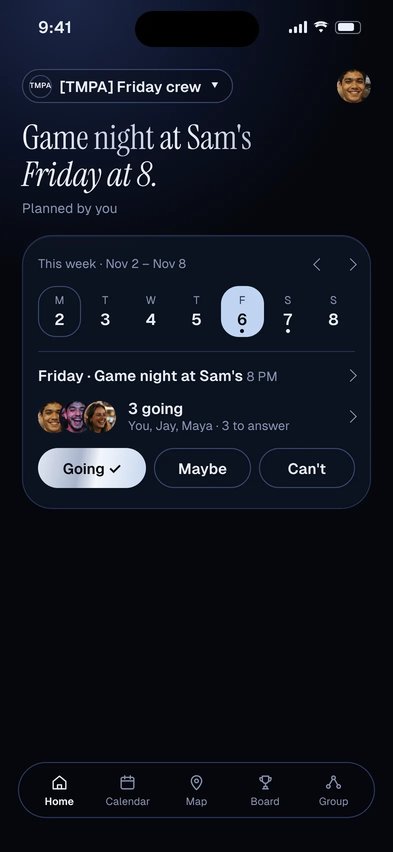 9:41
TMPA [TMPA] Friday crew ▼
Game night at Sam's
Friday at 8.
Planned by you
This week · Nov 2 – Nov 8
M T W T F S S
2 3 4 5 6 7 8
Friday · Game night at Sam's 8 PM
3 going
You, Jay, Maya · 3 to answer
Going ✓ Maybe Can't
Home Calendar Map Board Group